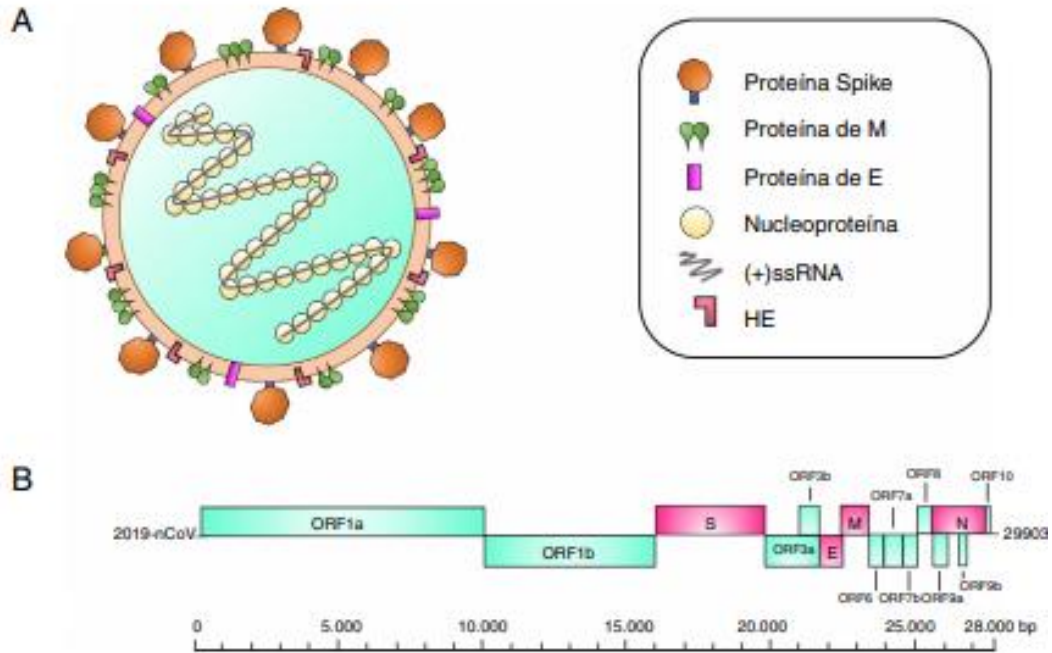 A
Proteína Spike
Proteína de M
Proteína de E
Nucleoproteína
(+)ssRNA
HE
B
ORF3b
ORF7a
ORF8
ORF10
2019-nCoV
ORF1a
S
M
N
29903
ORF1b
ORF3a
E
ORF6
ORF7b
ORF9a
ORF9b
0 5.000 10.000 15.000 20.000 25.000 28.000 bp